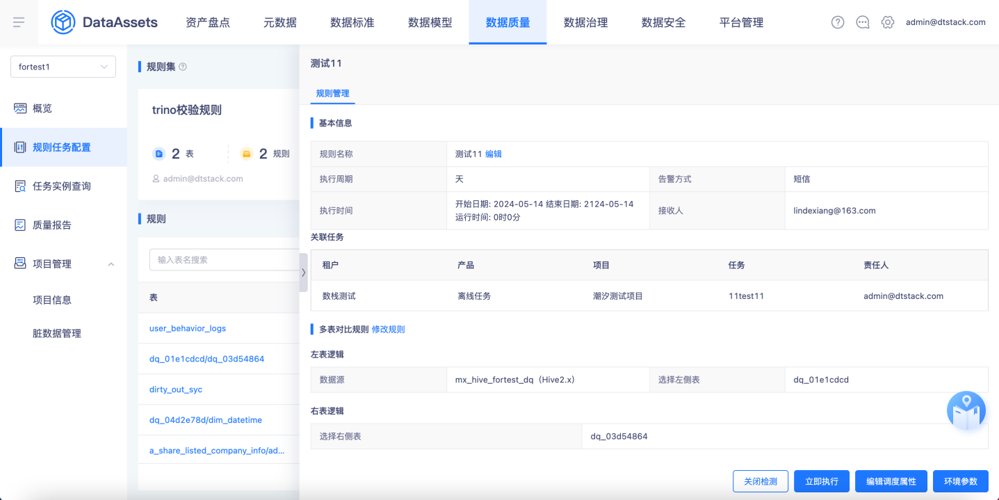 DataAssets 资产盘点 元数据 数据标准 数据模型 数据质量 数据治理 数据安全 平台管理 admin@dtstack.com
fortest1
概览
规则任务配置
任务实例查询
质量报告
项目管理
项目信息
脏数据管理
规则集
trino校验规则
2 表 2 规则
admin@dtstack.com
规则
输入表名搜索
表
user_behavior_logs
dq_01e1cdcd/dq_03d54864
dirty_out_syc
dq_04d2e78d/dim_datetime
a_share_listed_company_info/ad...
测试11
规则管理
基本信息
规则名称 测试11 编辑
执行周期 天 告警方式 短信
执行时间 开始日期: 2024-05-14 结束日期: 2124-05-14
运行时间: 0时0分
接收人 lindexiang@163.com
关联任务
租户 产品 项目 任务 责任人
数栈测试 离线任务 潮汐测试项目 11test11 admin@dtstack.com
多表对比规则 修改规则
左表逻辑
数据源 mx_hive_fortest_dq（Hive2.x） 选择左侧表 dq_01e1cdcd
右表逻辑
选择右侧表 dq_03d54864
关闭检测 立即执行 编辑调度属性 环境参数